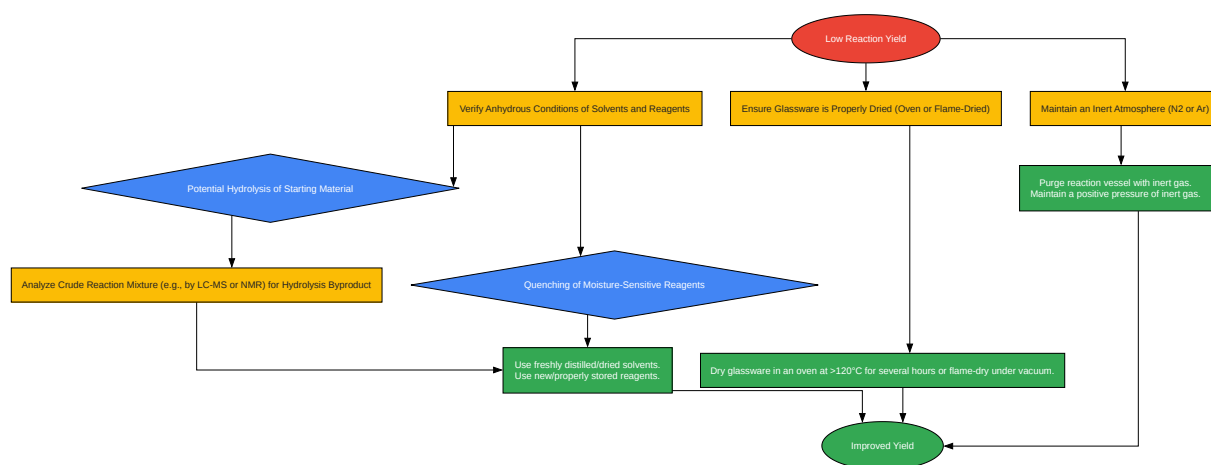 Low Reaction Yield
Verify Anhydrous Conditions of Solvents and Reagents
Ensure Glassware is Properly Dried (Oven or Flame-Dried)
Maintain an Inert Atmosphere (N2 or Ar)
Potential Hydrolysis of Starting Material
Purge reaction vessel with inert gas.
Maintain a positive pressure of inert gas.
Analyze Crude Reaction Mixture (e.g., by LC-MS or NMR) for Hydrolysis Byproduct
Quenching of Moisture-Sensitive Reagents
Use freshly distilled/dried solvents.
Use new/properly stored reagents.
Dry glassware in an oven at >120°C for several hours or flame-dry under vacuum.
Improved Yield